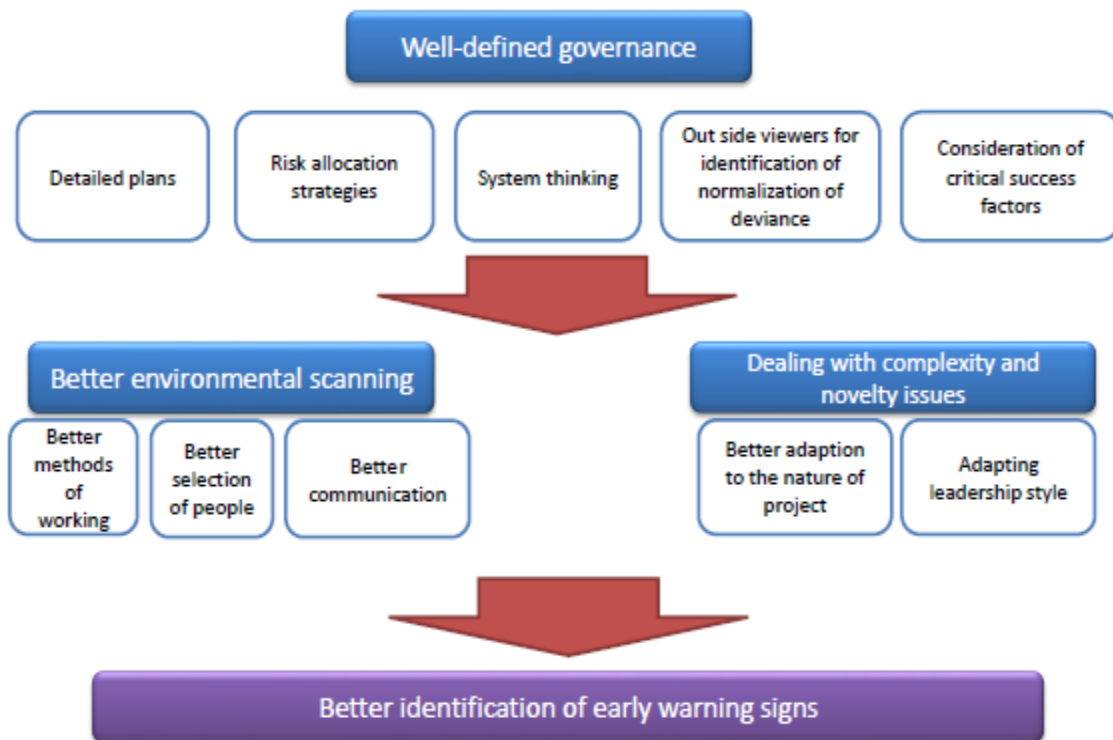 Well-defined governance
Detailed plans
Risk allocation
strategies
System thinking
Out side viewers for
identification of
normalization of
deviance
Consideration of
critical success
factors
Better environmental scanning
Better
methods
of
working
Better
selection
of people
Better
communication
Dealing with complexity and
novelty issues
Better adaption
to the nature of
project
Adapting
leadership style
Better identification of early warning signs